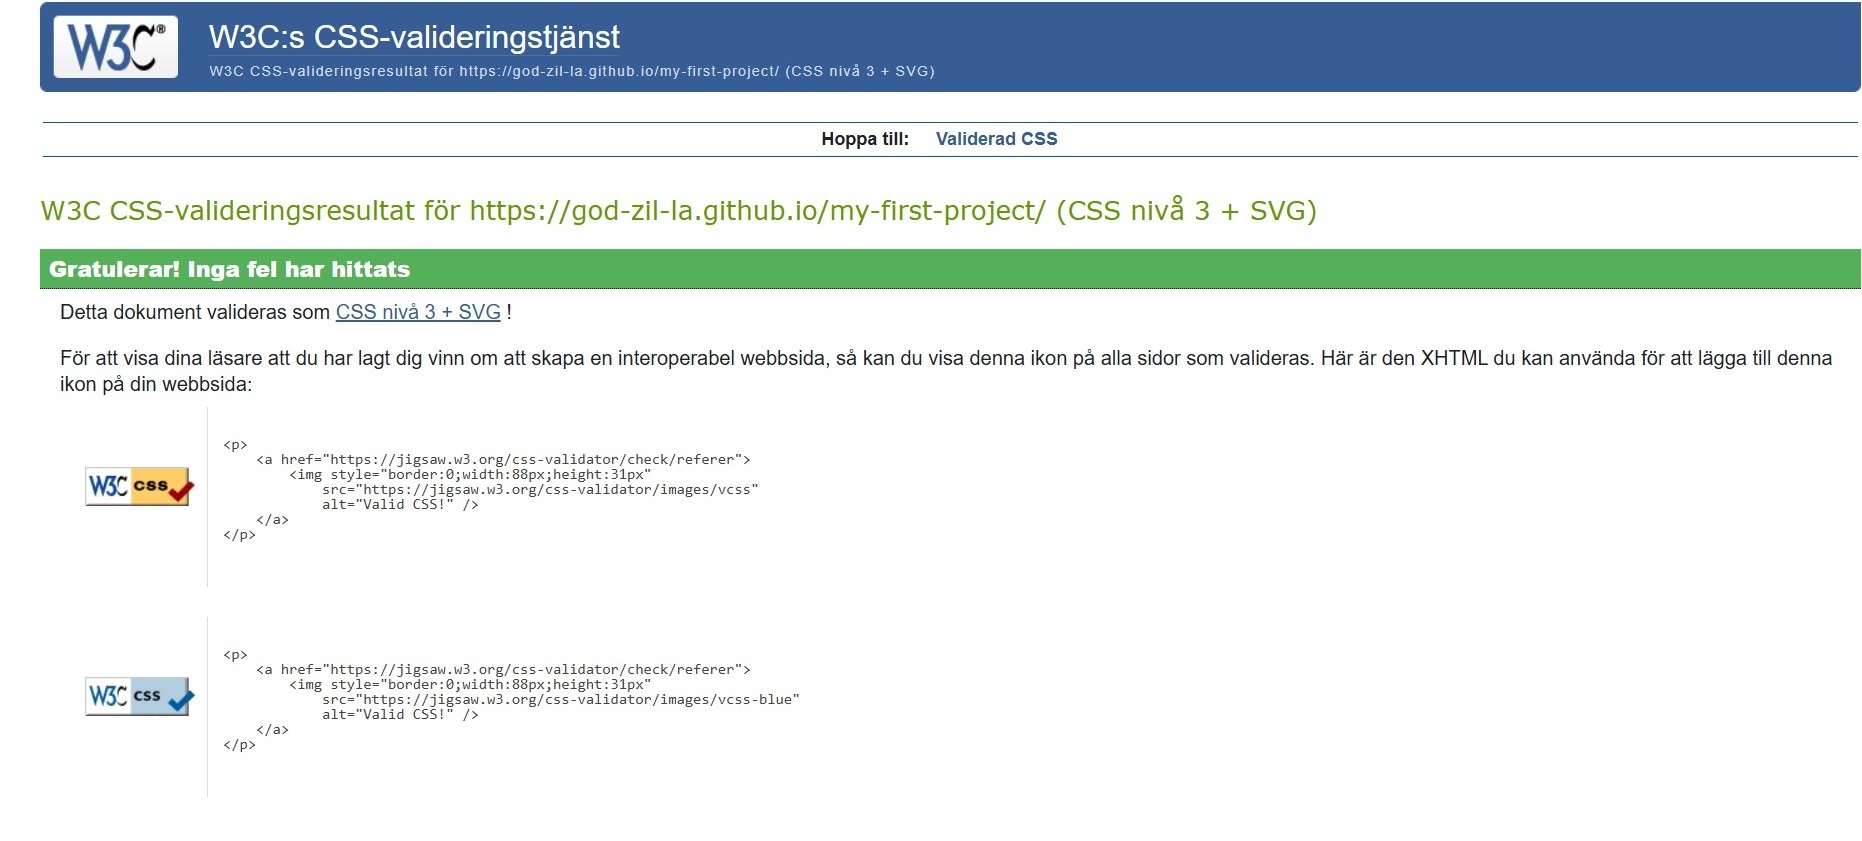 W3C®
W3C:s CSS-valideringstjänst
W3C CSS-valideringsresultat för https://god-zil-la.github.io/my-first-project/ (CSS nivå 3 + SVG)
Hoppa till: Validerad CSS
W3C CSS-valideringsresultat för https://god-zil-la.github.io/my-first-project/ (CSS nivå 3 + SVG)
Gratulerar! Inga fel har hittats
Detta dokument valideras som CSS nivå 3 + SVG !
För att visa dina läsare att du har lagt dig vinn om att skapa en interoperabel webbsida, så kan du visa denna ikon på alla sidor som valideras. Här är den XHTML du kan använda för att lägga till denna
ikon på din webbsida:
W3C css
<p>
<a href="https://jigsaw.w3.org/css-validator/check/referer">
<img style="border:0;width:88px;height:31px"
src="https://jigsaw.w3.org/css-validator/images/vcss"
alt="Valid CSS!" />
</a>
</p>
W3C css
<p>
<a href="https://jigsaw.w3.org/css-validator/check/referer">
<img style="border:0;width:88px;height:31px"
src="https://jigsaw.w3.org/css-validator/images/vcss-blue"
alt="Valid CSS!" />
</a>
</p>